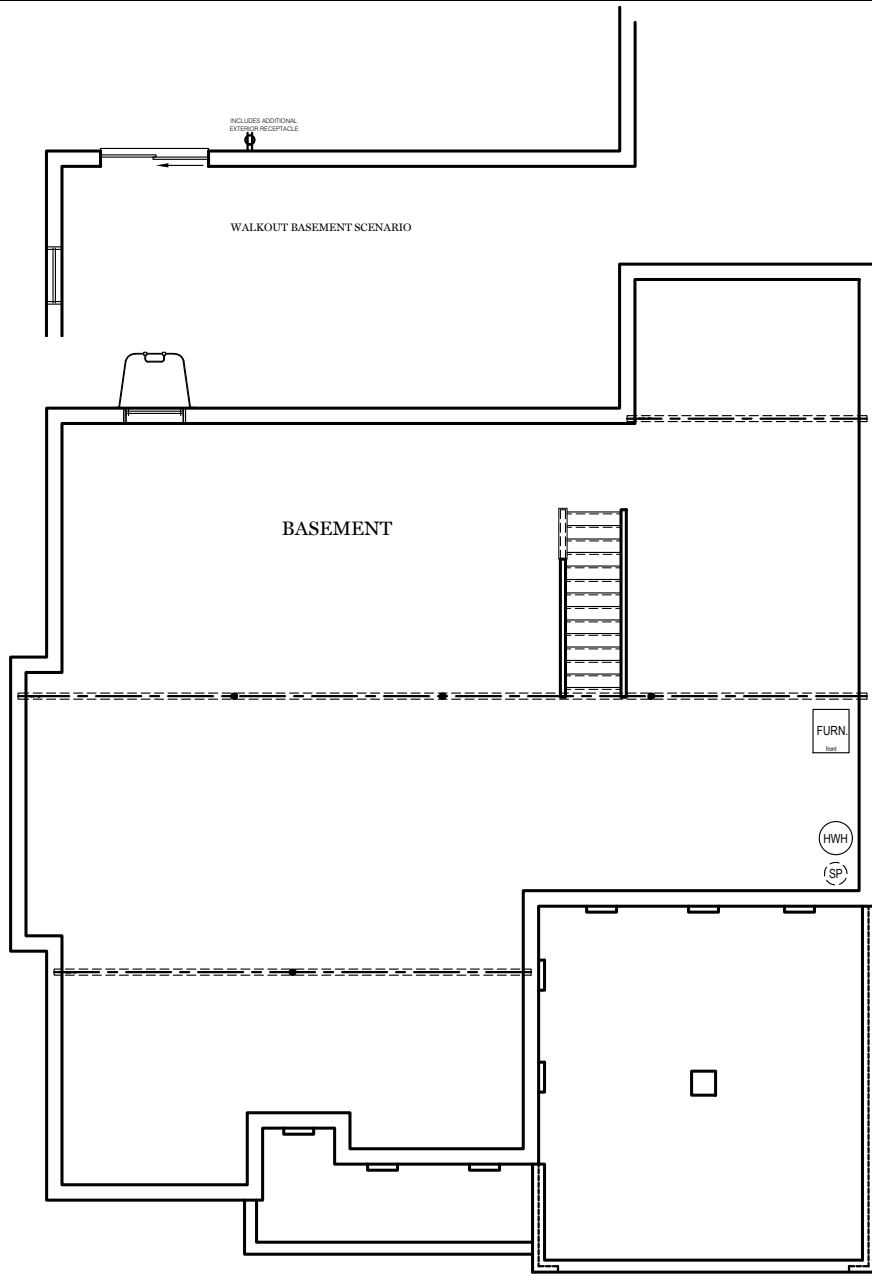 INCLUDES ADDITIONAL
EXTERIOR RECEPTACLE
WALKOUT BASEMENT SCENARIO
BASEMENT
FURN.
front
HWH
SP